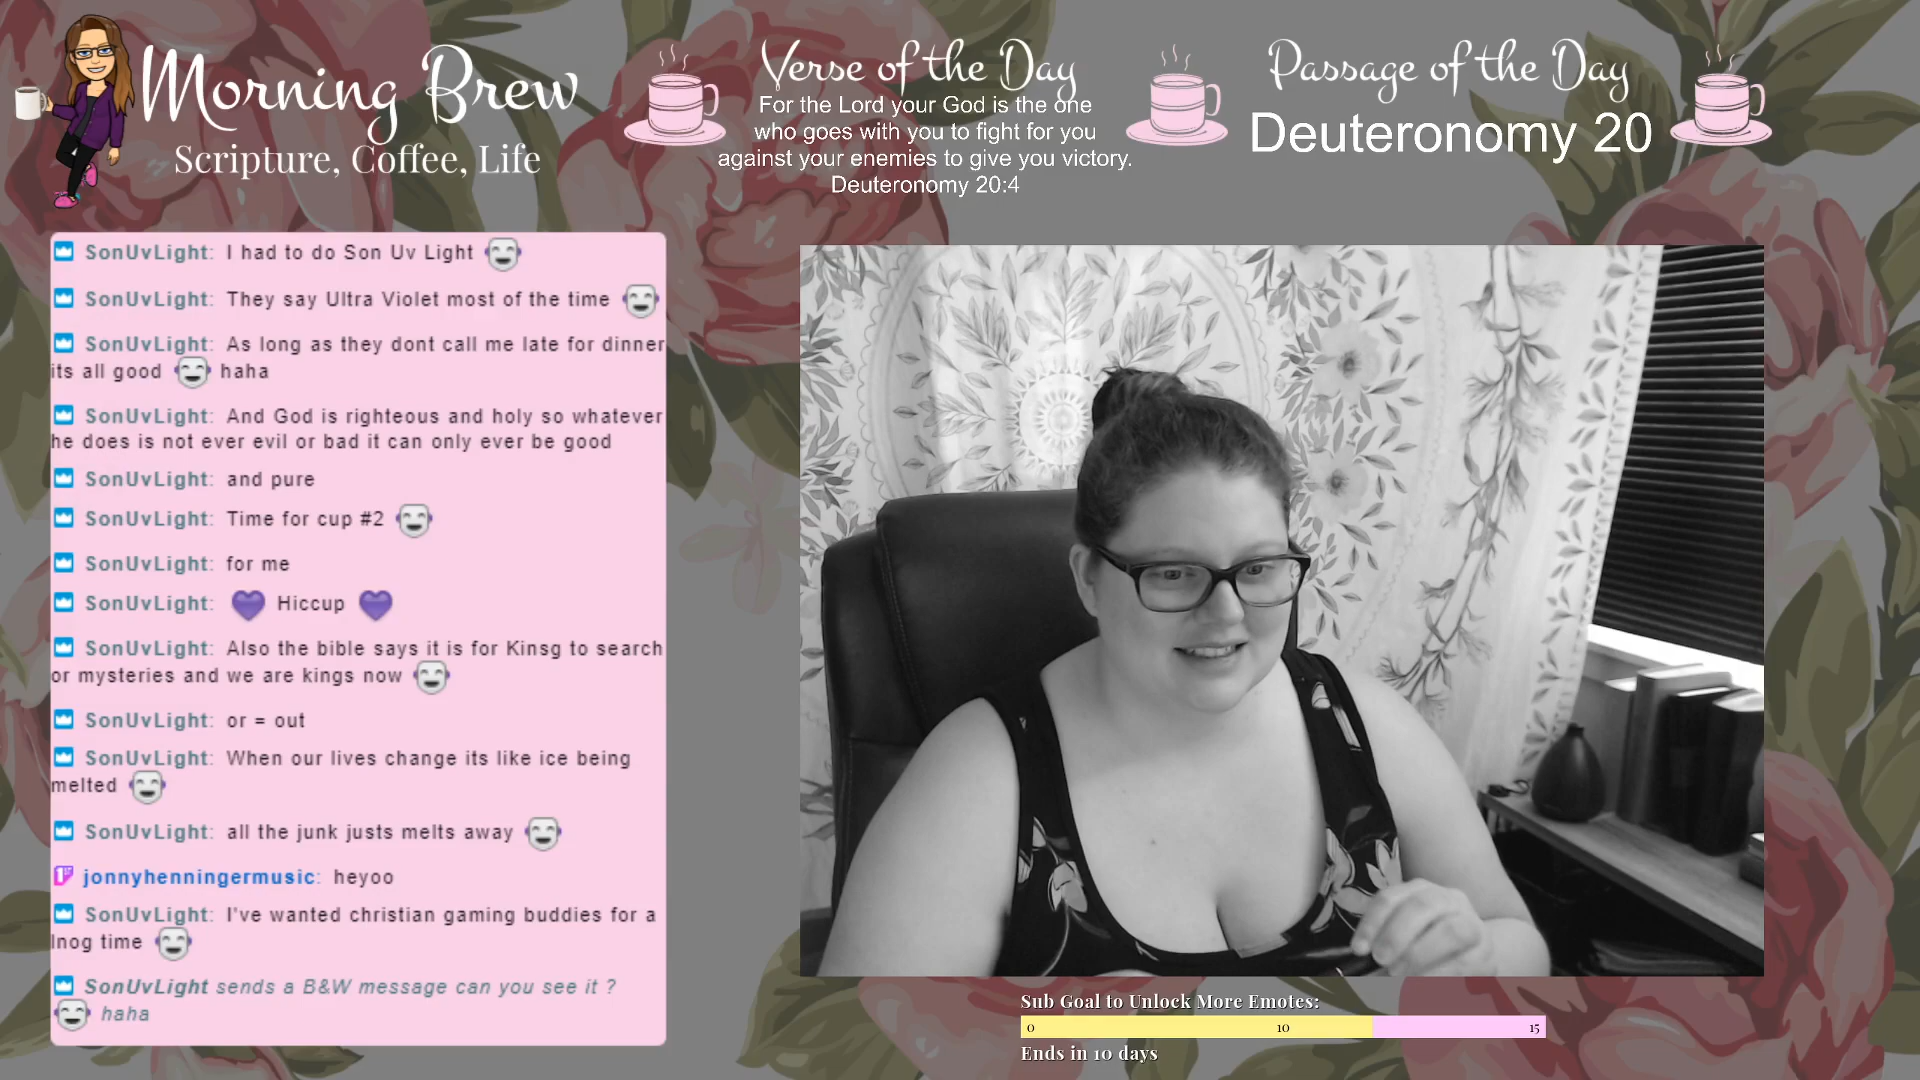 Morning Brew
Scripture, Coffee, Life
Verse of the Day
For the Lord your God is the one
who goes with you to fight for you
against your enemies to give you victory.
Deuteronomy 20:4
Passage of the Day
Deuteronomy 20
SonUvLight: I had to do Son Uv Light
SonUvLight: They say Ultra Violet most of the time
SonUvLight: As long as they dont call me late for dinner
its all good haha
SonUvLight: And God is righteous and holy so whatever
he does is not ever evil or bad it can only ever be good
SonUvLight: and pure
SonUvLight: Time for cup #2
SonUvLight: for me
SonUvLight: Hiccup
SonUvLight: Also the bible says it is for Kinsg to search
or mysteries and we are kings now
SonUvLight: or = out
SonUvLight: When our lives change its like ice being
melted
SonUvLight: all the junk justs melts away
jonnyhenningermusic: heyoo
SonUvLight: I've wanted christian gaming buddies for a
lnog time
SonUvLight sends a B&W message can you see it ?
haha
Sub Goal to Unlock More Emotes:
0 10 15
Ends in 10 days